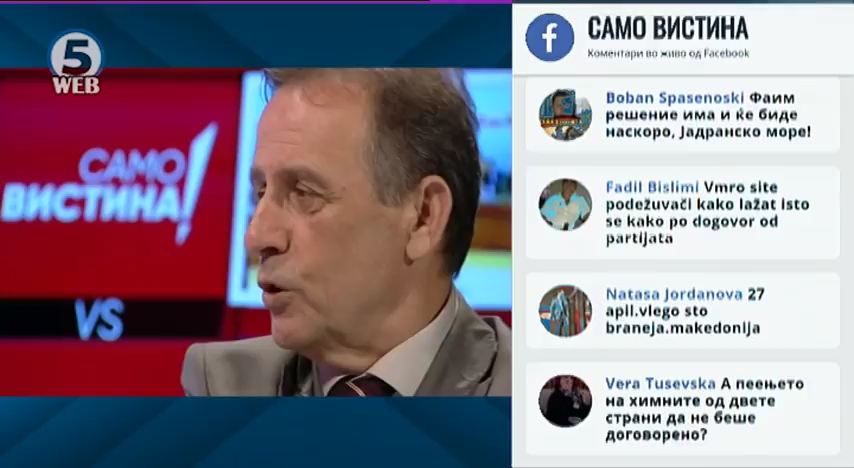 5
WEB
САМО
ВИСТИНА!
VS
f САМО ВИСТИНА
Коментари во живо од Facebook
Boban Spasenoski Фаим
решение има и ќе биде
наскоро, Јадранско море!
Fadil Bislimi Vmro site
podežuvači kako lažat isto
se kako po dogovor od
partijata
Natasa Jordanova 27
apil.vlego sto
braneja.makedonija
Vera Tusevska А пеењето
на химните од двете
страни да не беше
договорено?